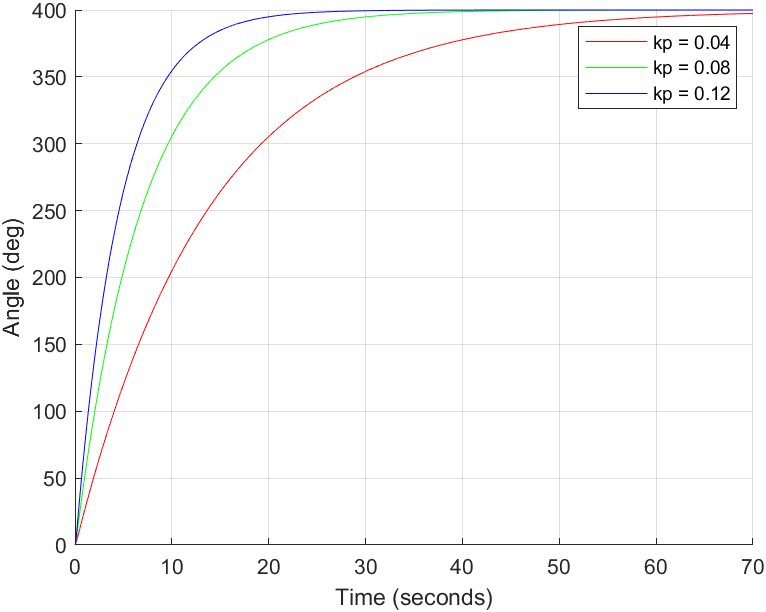 400
350
300
250
200
150
100
50
0
Angle (deg)
kp = 0.04
kp = 0.08
kp = 0.12
0 10 20 30 40 50 60 70
Time (seconds)